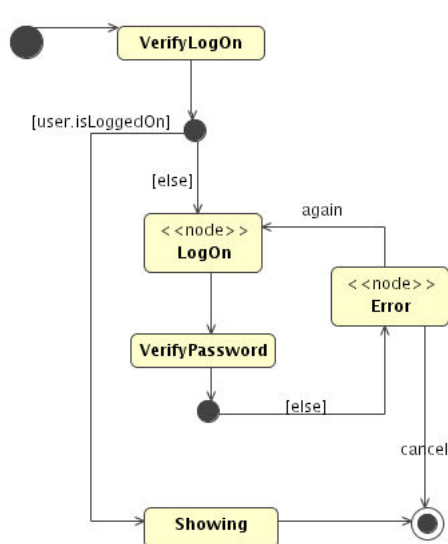 VerifyLogOn
[user.isLoggedOn]
[else]
again
<<node>>
LogOn
<<node>>
Error
VerifyPassword
[else]
cancel
Showing